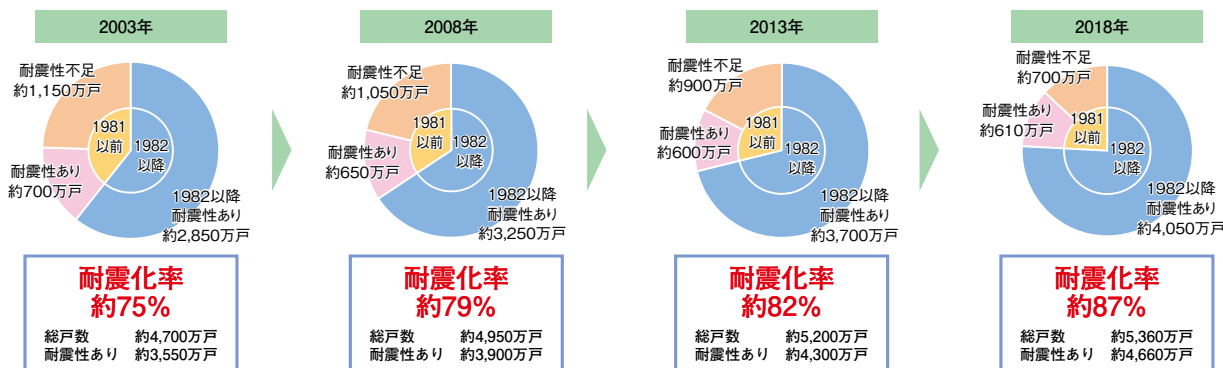 2003年
耐震性不足
約1,150万戸
1981
以前
1982
以降
耐震性あり
約700万戸
1982以降
耐震性あり
約2,850万戸
耐震化率
約75%
総戸数 約4,700万戸
耐震性あり 約3,550万戸
2008年
耐震性不足
約1,050万戸
1981
以前
1982
以降
耐震性あり
約650万戸
1982以降
耐震性あり
約3,250万戸
耐震化率
約79%
総戸数 約4,950万戸
耐震性あり 約3,900万戸
2013年
耐震性不足
約900万戸
1981
以前
1982
以降
耐震性あり
約600万戸
1982以降
耐震性あり
約3,700万戸
耐震化率
約82%
総戸数 約5,200万戸
耐震性あり 約4,300万戸
2018年
耐震性不足
約700万戸
1981
以前
1982
以降
耐震性あり
約610万戸
1982以降
耐震性あり
約4,050万戸
耐震化率
約87%
総戸数 約5,360万戸
耐震性あり 約4,660万戸